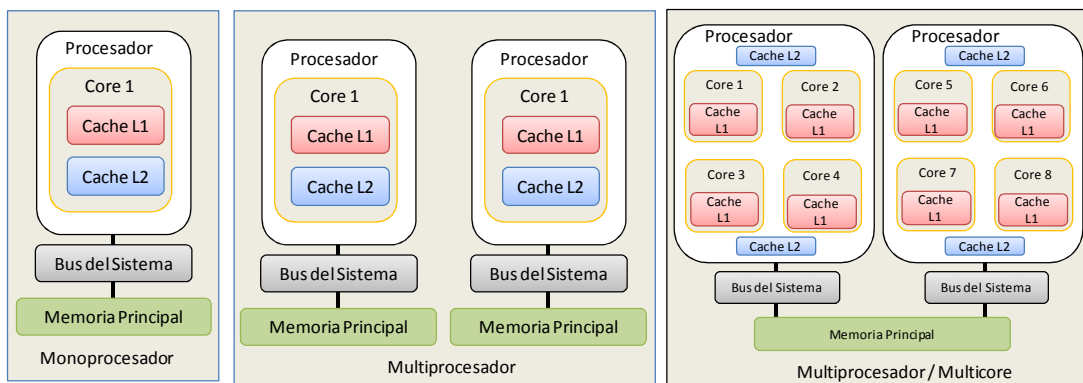 Procesador
Core 1
Cache L1
Cache L2
Bus del Sistema
Memoria Principal
Monoprocesador
Procesador
Core 1
Cache L1
Cache L2
Bus del Sistema
Memoria Principal
Procesador
Core 1
Cache L1
Cache L2
Bus del Sistema
Memoria Principal
Multiprocesador
Procesador
Cache L2
Core 1
Cache
L1
Core 2
Cache
L1
Core 3
Cache
L1
Core 4
Cache
L1
Cache L2
Bus del Sistema
Procesador
Cache L2
Core 5
Cache
L1
Core 6
Cache
L1
Core 7
Cache
L1
Core 8
Cache
L1
Cache L2
Bus del Sistema
Memoria Principal
Multiprocesador / Multicore